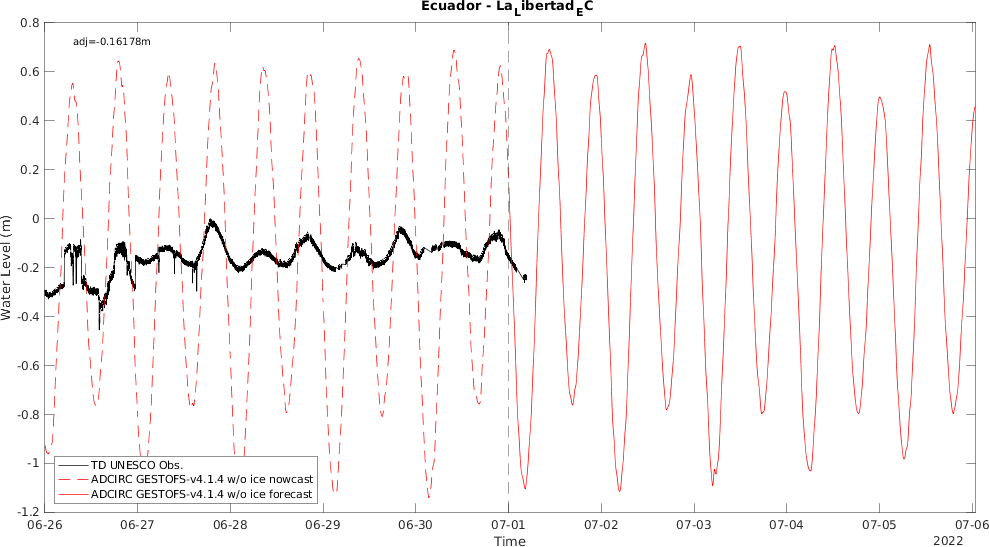 Ecuador - LaLibertadEC
adj=-0.16178m
0.8
0.6
0.4
0.2
0
-0.2
-0.4
-0.6
-0.8
-1
-1.2
Water Level (m)
TD UNESCO Obs.
ADCIRC GESTOFS-v4.1.4 w/o ice nowcast
ADCIRC GESTOFS-v4.1.4 w/o ice forecast
06-26 06-27 06-28 06-29 06-30 07-01 07-02 07-03 07-04 07-05 07-06
Time
2022